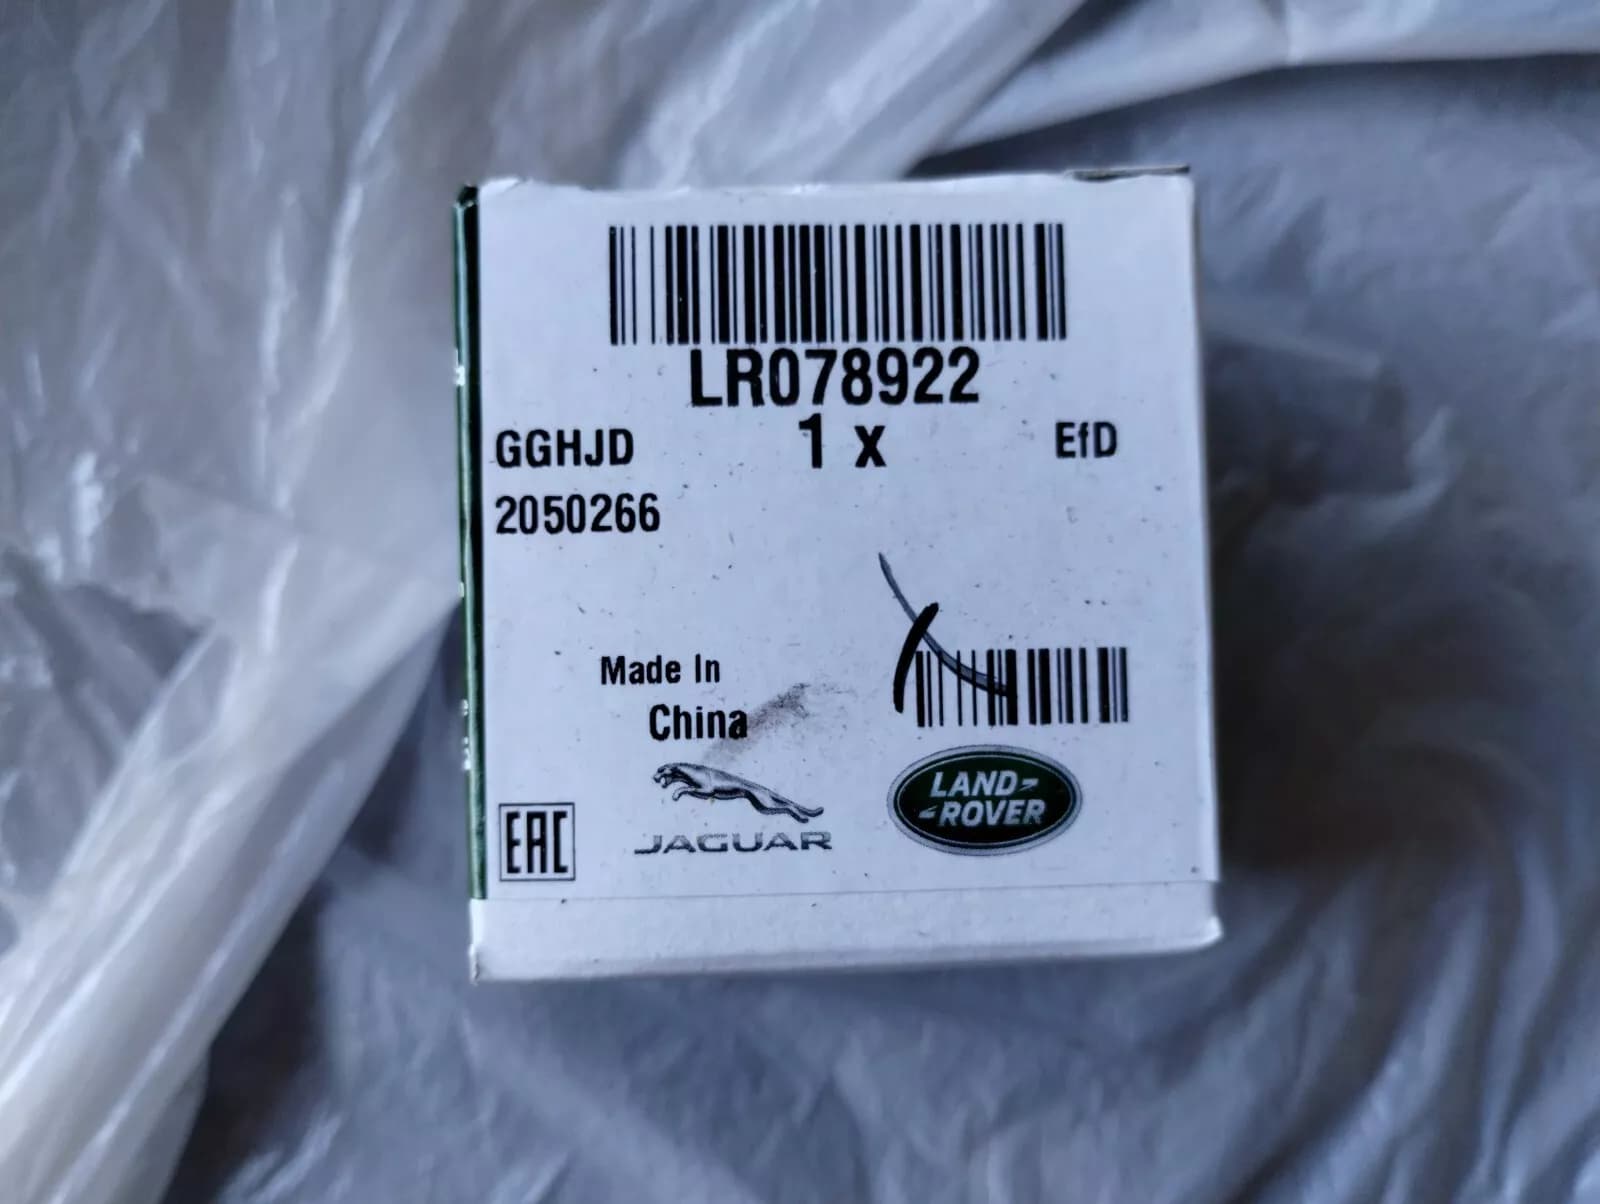 LR078922
GGHJD 1 x EfD
2050266
Made In
China
EAC
JAGUAR
LAND-
-ROVER